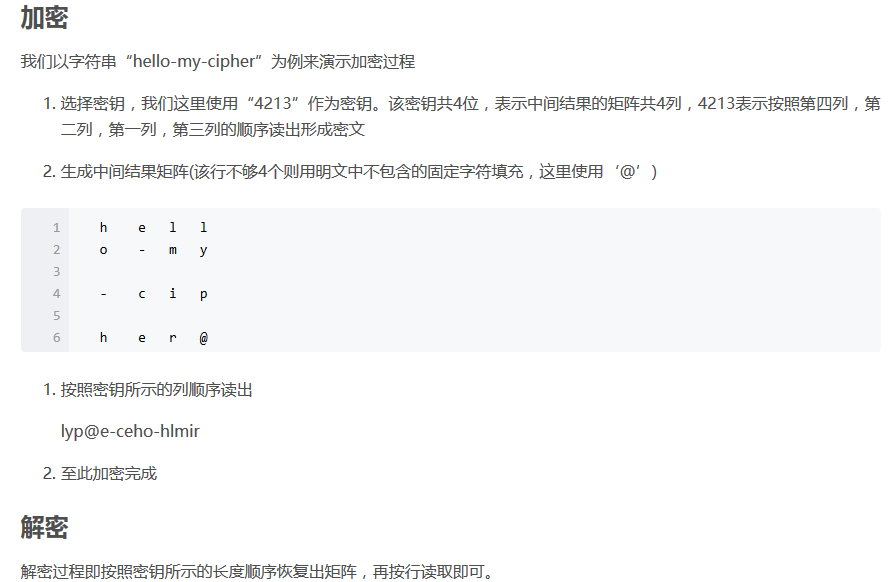 加密
我们以字符串“hello-my-cipher”为例来演示加密过程
1. 选择密钥，我们这里使用“4213”作为密钥。该密钥共4位，表示中间结果的矩阵共4列，4213表示按照第四列，第
二列，第一列，第三列的顺序读出形成密文
2. 生成中间结果矩阵(该行不够4个则用明文中不包含的固定字符填充，这里使用‘@’)
1 h e l l
2 o - m y
3
4 - c i p
5
6 h e r @
1. 按照密钥所示的列顺序读出
lyp@e-ceho-hlmir
2. 至此加密完成
解密
解密过程即按照密钥所示的长度顺序恢复出矩阵，再按行读取即可。